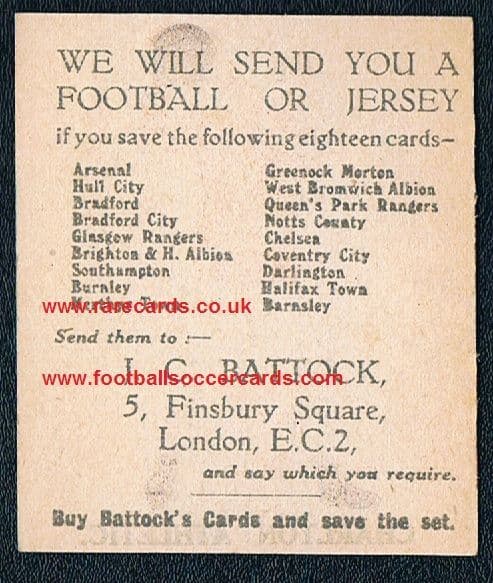 WE WILL SEND YOU A
FOOTBALL OR JERSEY
if you save the following eighteen cards—
Arsenal
Hull City
Bradford
Bradford City
Glasgow Rangers
Brighton & H. Albion
Southampton
Burnley
Greenock Morton
West Bromwich Albion
Queen's Park Rangers
Notts County
Chelsea
Coventry City
Darlington
Halifax Town
Barnsley
www.rarecards.co.uk
Send them to :—
C. BATTOCK,
www.footballsoccercards.com
5, Finsbury Square,
London, E.C.2,
and say which you require.
Buy Battock's Cards and save the set.